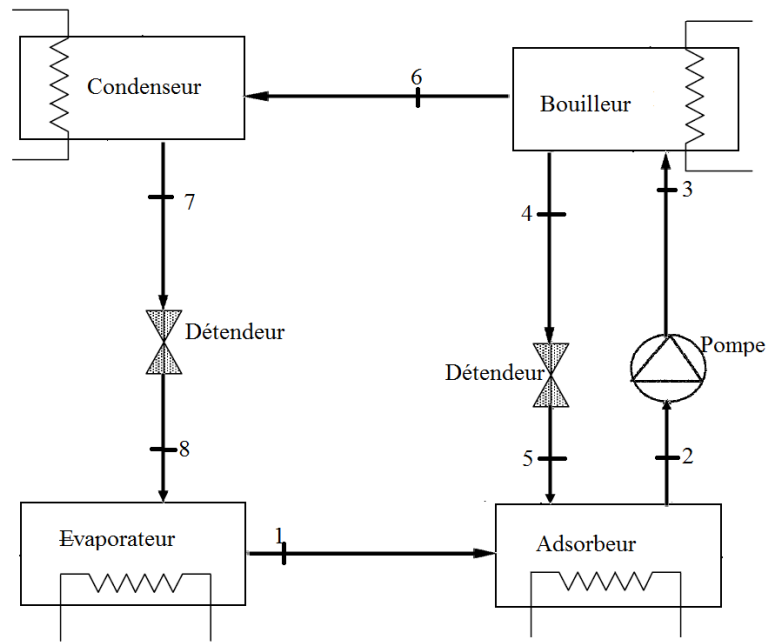 6
Condenseur
Bouilleur
7
4
3
Détendeur
Pompe
Détendeur
8
5
2
Evaporateur
1
Adsorbeur